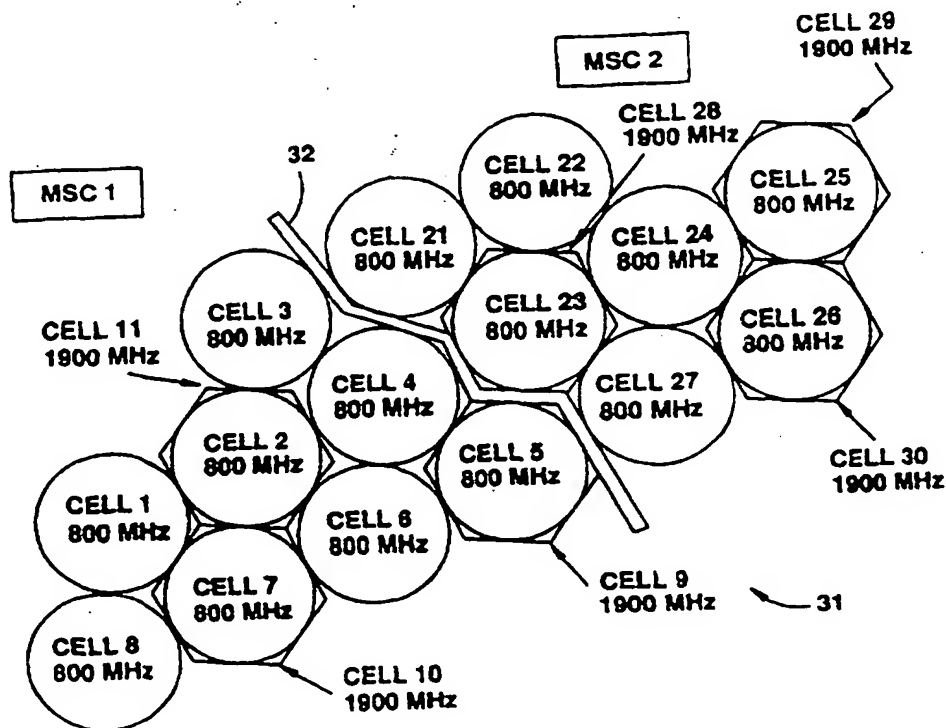 CELL 29
1900 MHz
MSC 2
CELL 28
1900 MHz
32
CELL 22
800 MHz
CELL 25
800 MHz
MSC 1
CELL 21
800 MHz
CELL 24
800 MHz
CELL 3
800 MHz
CELL 23
800 MHz
CELL 26
800 MHz
CELL 11
1900 MHz
CELL 4
800 MHz
CELL 27
800 MHz
CELL 2
800 MHz
CELL 5
800 MHz
CELL 30
1900 MHz
CELL 1
800 MHz
CELL 6
800 MHz
CELL 7
800 MHz
CELL 9
1900 MHz
31
CELL 8
800 MHz
CELL 10
1900 MHz